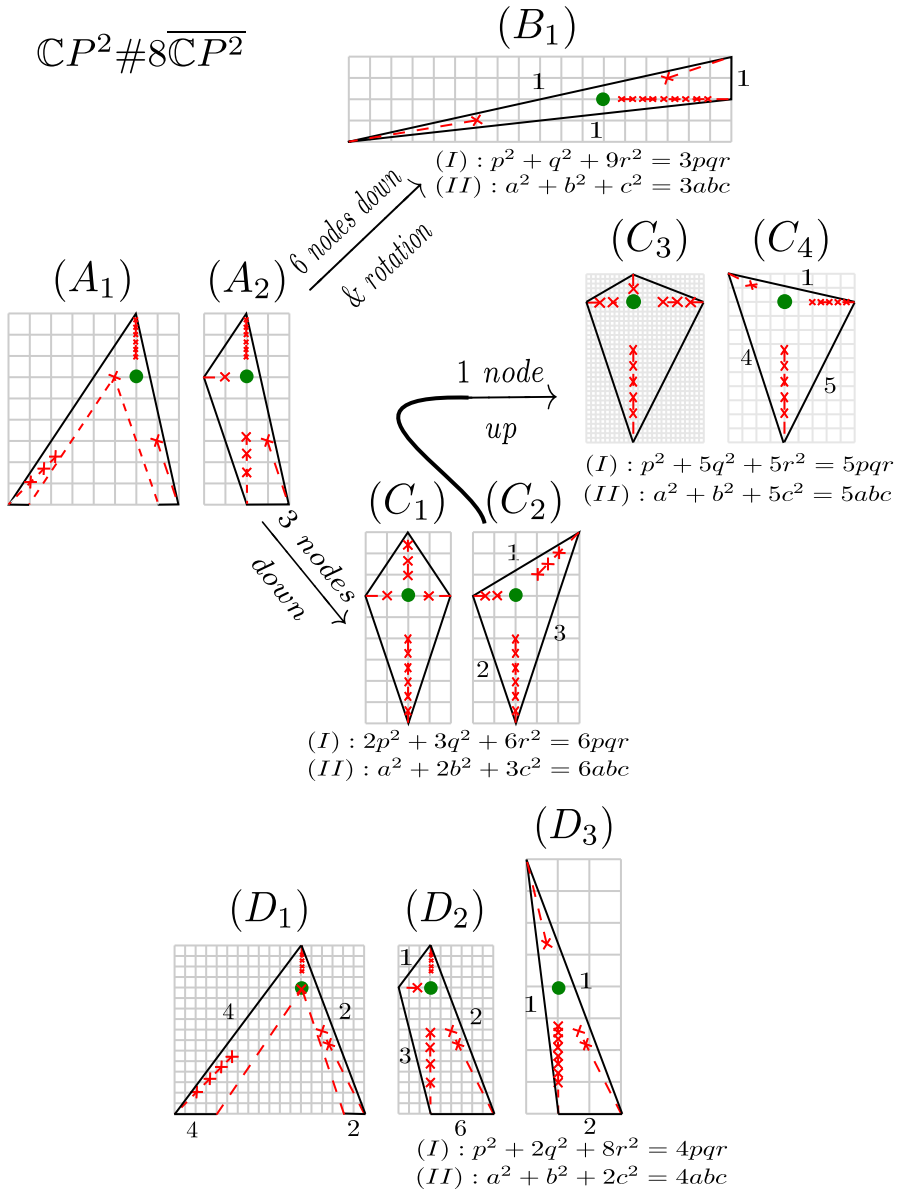 ℂP²#8\overline{ℂP²}
(B₁)
1
1
1
(I) : p² + q² + 9r² = 3pqr
(II) : a² + b² + c² = 3abc
6 nodes down
& rotation
(A₁)
(A₂)
(C₃)
(C₄)
1
4
5
(I) : p² + 5q² + 5r² = 5pqr
(II) : a² + b² + 5c² = 5abc
1 node
up
3 nodes
down
(C₁)
(C₂)
1
3
2
(I) : 2p² + 3q² + 6r² = 6pqr
(II) : a² + 2b² + 3c² = 6abc
(D₁)
4
2
4
2
(D₂)
1
2
3
6
(D₃)
1
1
2
(I) : p² + 2q² + 8r² = 4pqr
(II) : a² + b² + 2c² = 4abc